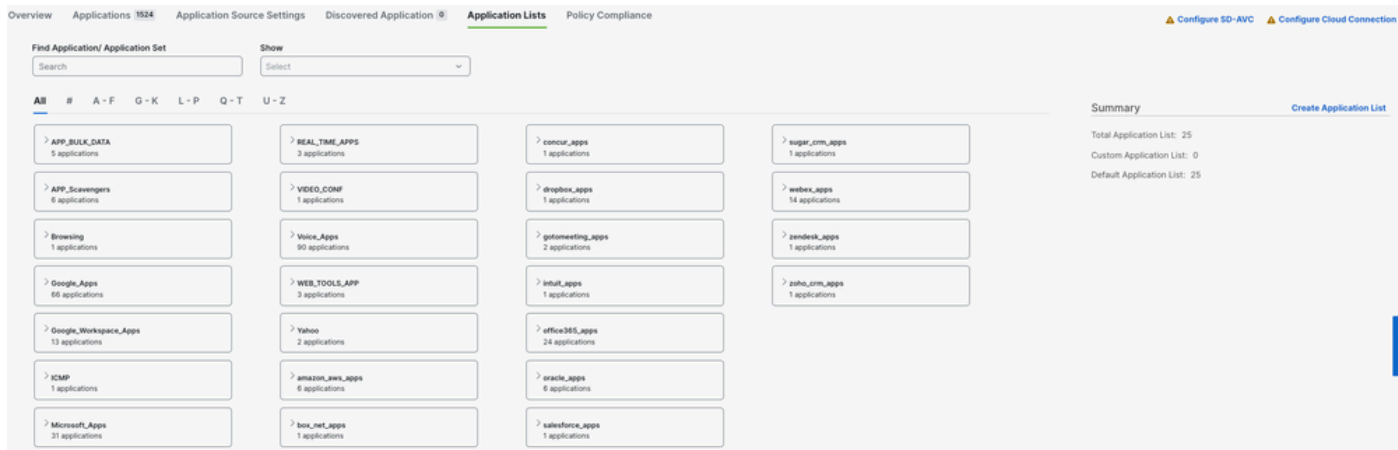 Overview Applications 1524 Application Source Settings Discovered Application 0 Application Lists Policy Compliance
Configure SD-AVC Configure Cloud Connection
Find Application/ Application Set Show
Search Select
All # A - F G - K L - P Q - T U - Z
Summary Create Application List
Total Application List: 25
Custom Application List: 0
Default Application List: 25
APP_BULK_DATA
5 applications
APP_Scavengers
6 applications
Browsing
1 applications
Google_Apps
66 applications
Google_Workspace_Apps
13 applications
ICMP
1 applications
Microsoft_Apps
31 applications
REAL_TIME_APPS
3 applications
VIDEO_CONF
1 applications
Voice_Apps
90 applications
WEB_TOOLS_APP
3 applications
Yahoo
2 applications
amazon_aws_apps
6 applications
box_net_apps
1 applications
concur_apps
1 applications
dropbox_apps
1 applications
gotomeeting_apps
2 applications
intuit_apps
1 applications
office365_apps
24 applications
oracle_apps
6 applications
salesforce_apps
1 applications
sugar_crm_apps
1 applications
webex_apps
14 applications
zendesk_apps
1 applications
zoho_crm_apps
1 applications